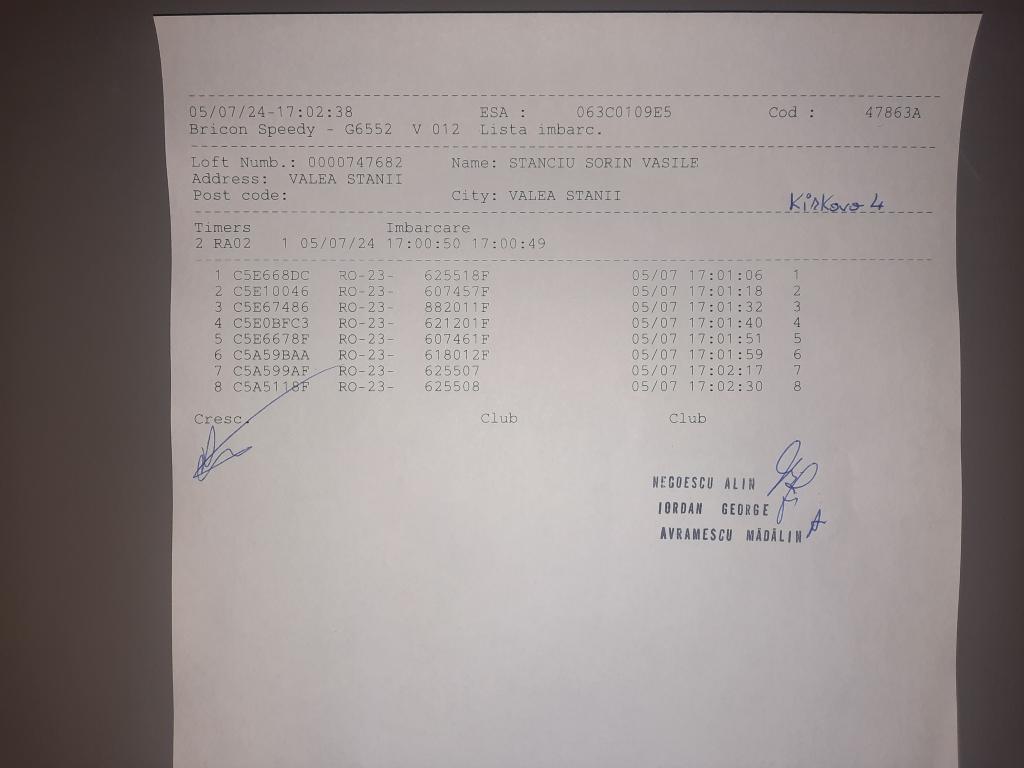 05/07/24-17:02:38 ESA : 063C0109E5 Cod : 47863A
Bricon Speedy - G6552 V 012 Lista imbarc.
Loft Numb.: 0000747682 Name: STANCIU SORIN VASILE
Address: VALEA STANII
Post code: City: VALEA STANII
Kirkovo 4
Timers Imbarcare
2 RA02 1 05/07/24 17:00:50 17:00:49
1 C5E668DC RO-23- 625518F 05/07 17:01:06 1
2 C5E10046 RO-23- 607457F 05/07 17:01:18 2
3 C5E67486 RO-23- 882011F 05/07 17:01:32 3
4 C5E0BFC3 RO-23- 621201F 05/07 17:01:40 4
5 C5E6678F RO-23- 607461F 05/07 17:01:51 5
6 C5A59BAA RO-23- 618012F 05/07 17:01:59 6
7 C5A599AF RO-23- 625507 05/07 17:02:17 7
8 C5A5118F RO-23- 625508 05/07 17:02:30 8
Cresc. Club Club
NEGOESCU ALIN
IORDAN GEORGE
AVRAMESCU MĂDĂLIN